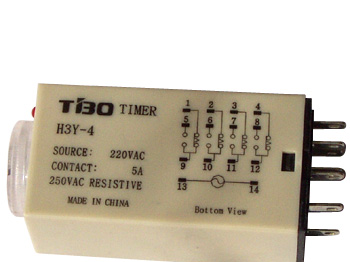 TIBO TIMER
H3Y-4
SOURCE: 220VAC
CONTACT: 5A
250VAC RESISTIVE
MADE IN CHINA
1 2 3 4
5 6 7 8
9 10 11 12
13 14
Bottom View